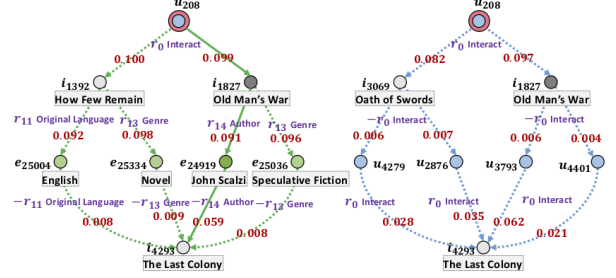 u208
r0 Interact
0.100
0.099
i1392
How Few Remain
i1827
Old Man's War
r11 Original Language
r13 Genre
r14 Author
r13 Genre
0.092
0.098
0.091
0.096
e25004
English
e25334
Novel
e24919
John Scalzi
e25036
Speculative Fiction
−r11 Original Language
−r13 Genre
−r14 Author
−r13 Genre
0.008
0.009
0.059
0.008
i4293
The Last Colony
u208
r0 Interact
0.082
0.097
i3069
Oath of Swords
i1827
Old Man's War
−r0 Interact
−r0 Interact
0.006
0.007
0.006
0.004
u4279
u2876
u3793
u4401
r0 Interact
r0 Interact
r0 Interact
0.028
0.035
0.062
0.021
i4293
The Last Colony